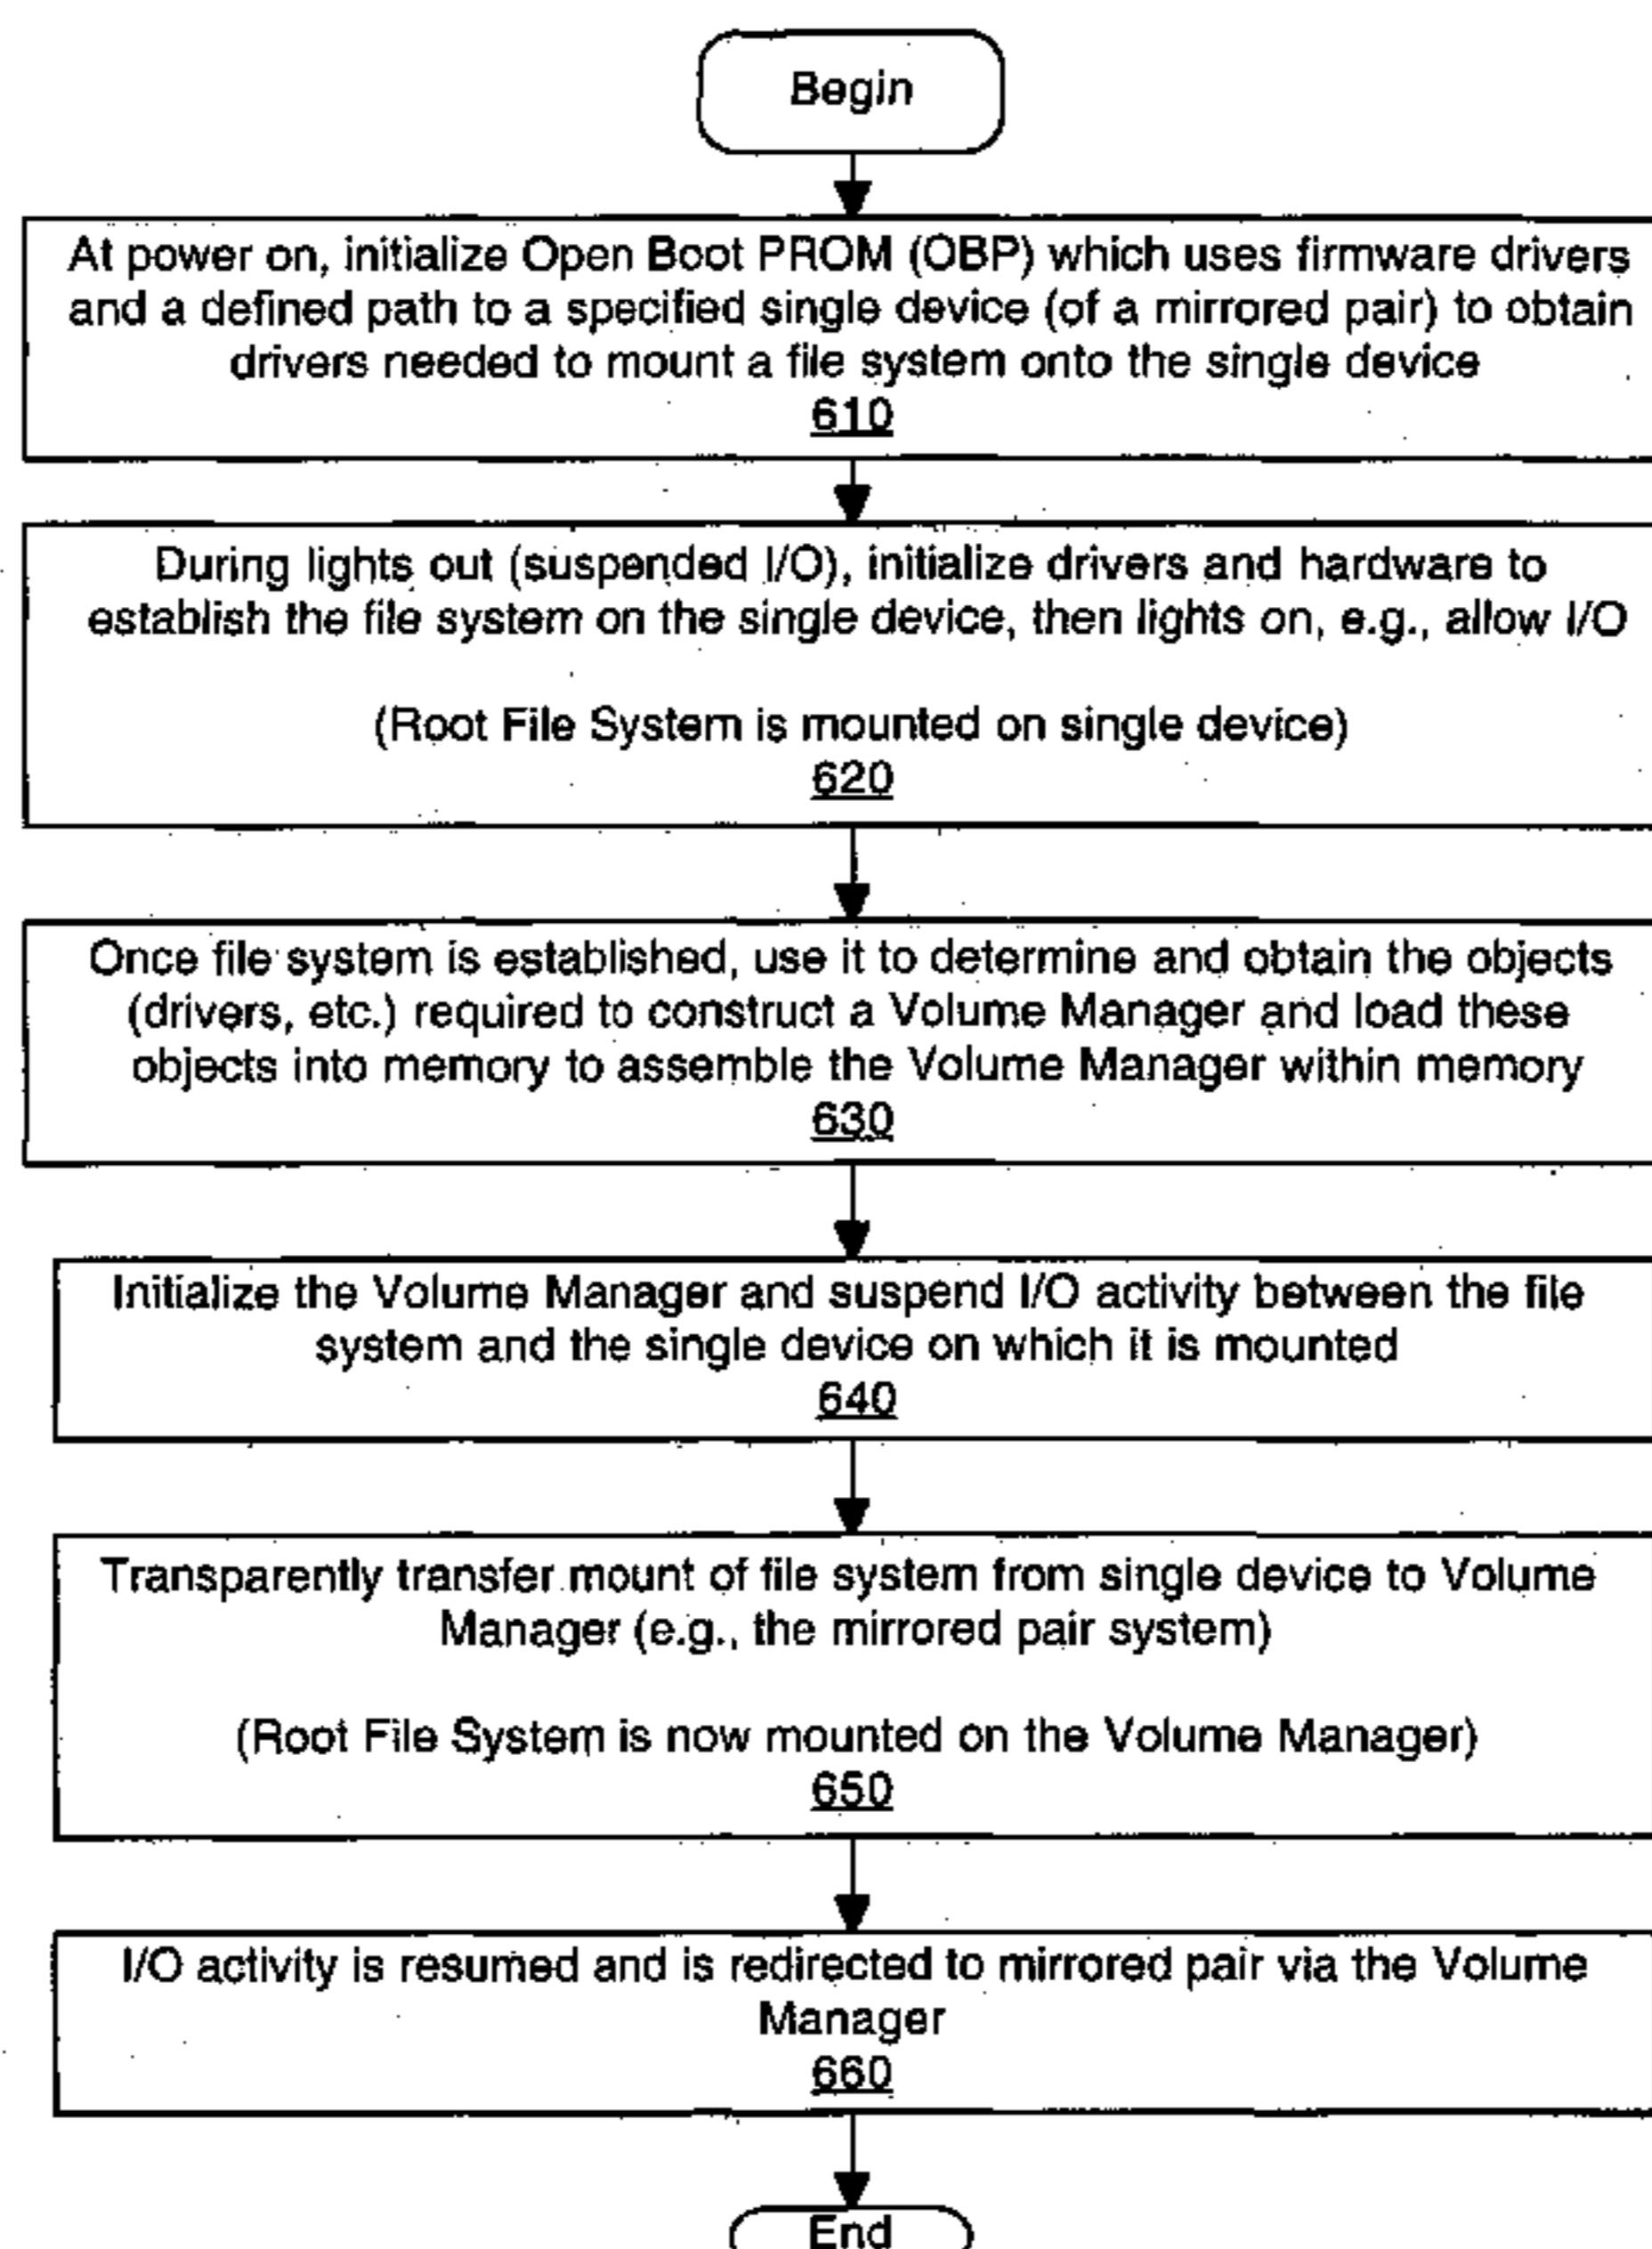 Begin
At power on, initialize Open Boot PROM (OBP) which uses firmware drivers
and a defined path to a specified single device (of a mirrored pair) to obtain
drivers needed to mount a file system onto the single device
610
During lights out (suspended I/O), initialize drivers and hardware to
establish the file system on the single device, then lights on, e.g., allow I/O
(Root File System is mounted on single device)
620
Once file system is established, use it to determine and obtain the objects
(drivers, etc.) required to construct a Volume Manager and load these
objects into memory to assemble the Volume Manager within memory
630
Initialize the Volume Manager and suspend I/O activity between the file
system and the single device on which it is mounted
640
Transparently transfer mount of file system from single device to Volume
Manager (e.g., the mirrored pair system)
(Root File System is now mounted on the Volume Manager)
650
I/O activity is resumed and is redirected to mirrored pair via the Volume
Manager
660
End